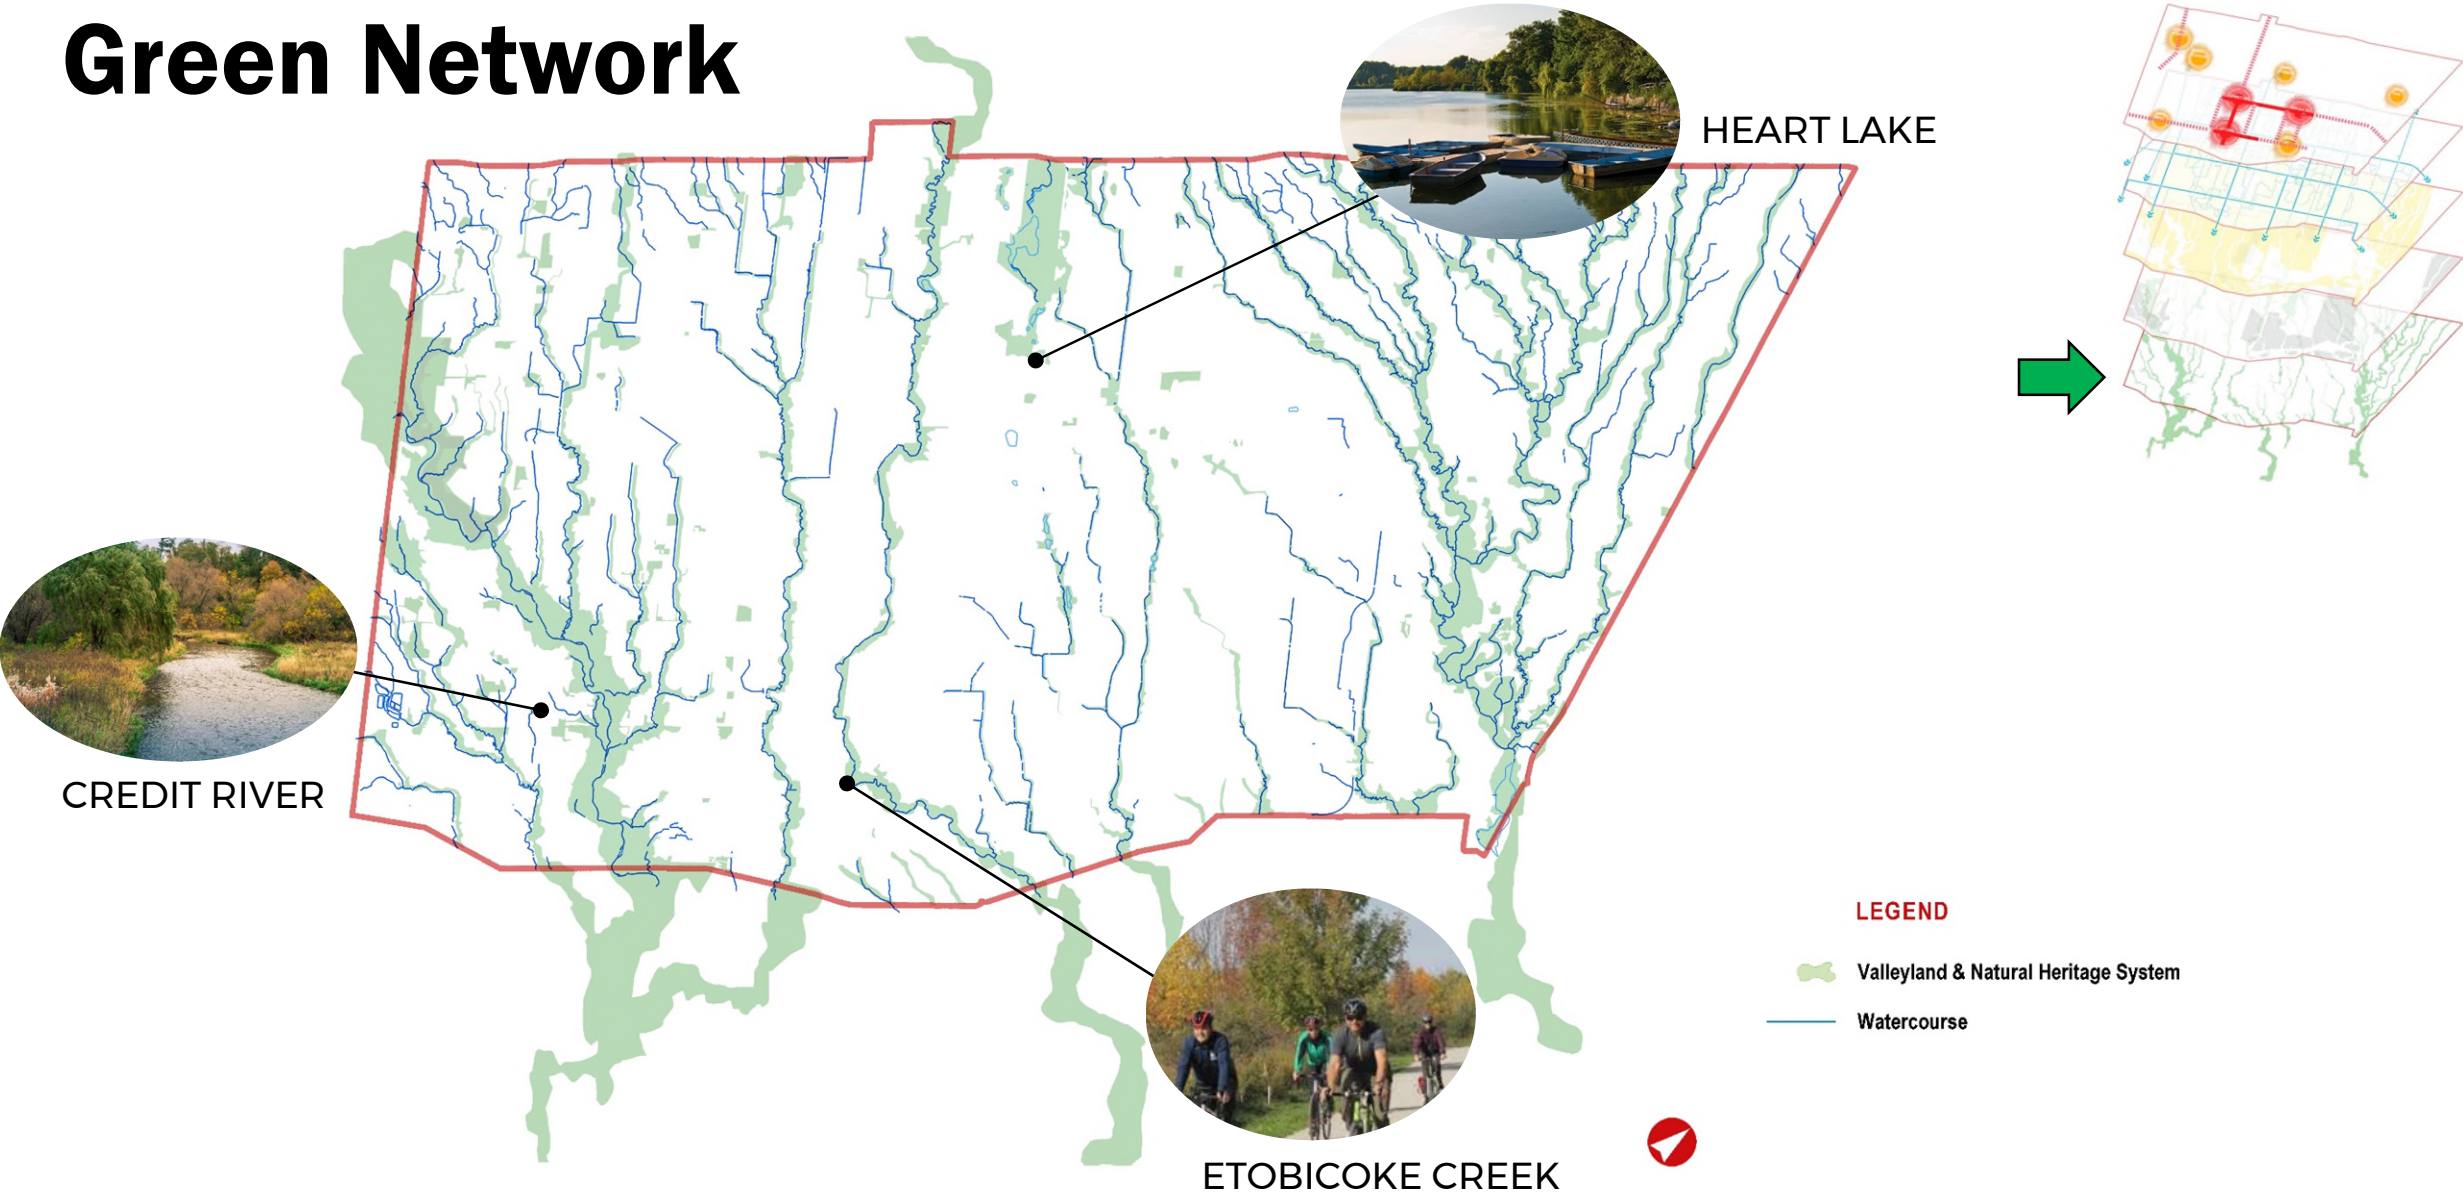 Green Network
HEART LAKE
CREDIT RIVER
LEGEND
Valleyland & Natural Heritage System
Watercourse
ETOBICOKE CREEK